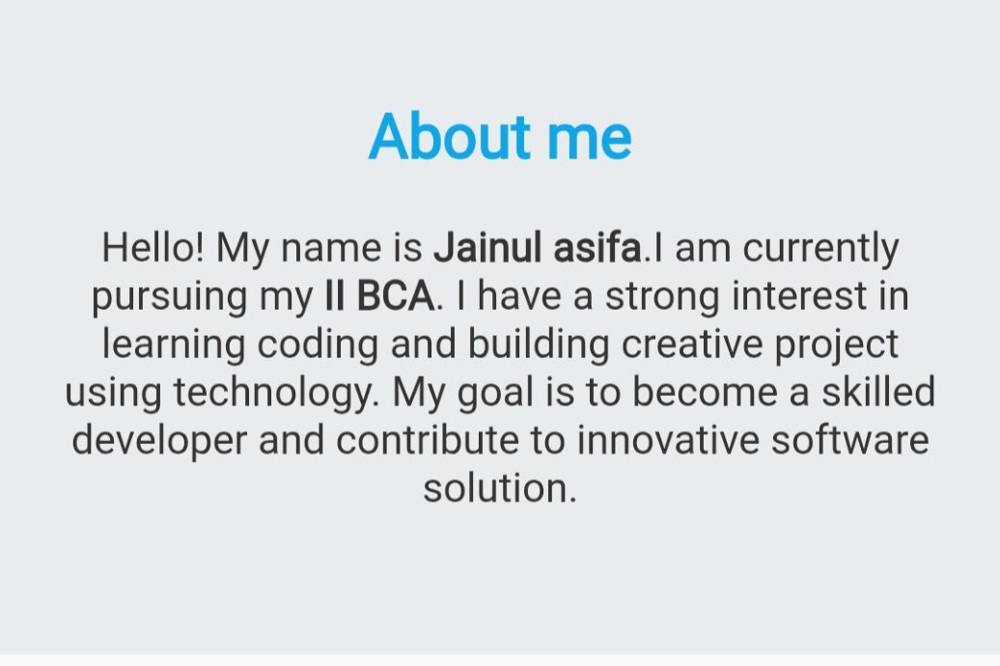 About me
Hello! My name is Jainul asifa.I am currently
pursuing my II BCA. I have a strong interest in
learning coding and building creative project
using technology. My goal is to become a skilled
developer and contribute to innovative software
solution.